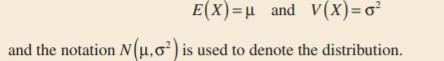 E(X) = μ and V(X) = σ²
and the notation N(μ,σ²) is used to denote the distribution.